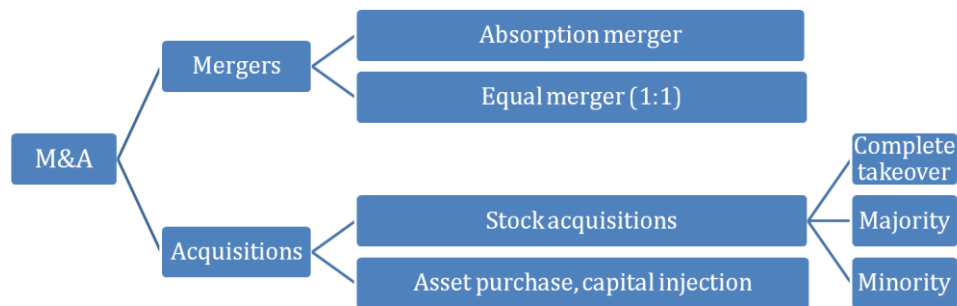 Absorption merger
Mergers
Equal merger (1:1)
M&A
Complete
takeover
Stock acquisitions
Majority
Acquisitions
Asset purchase, capital injection
Minority